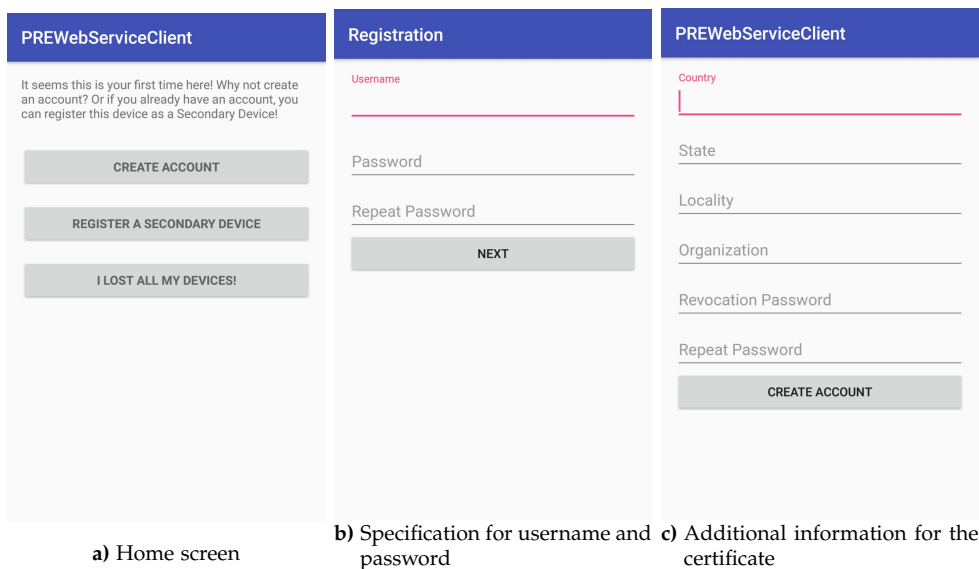 PREWebServiceClient
It seems this is your first time here! Why not create
an account? Or if you already have an account, you
can register this device as a Secondary Device!
CREATE ACCOUNT
REGISTER A SECONDARY DEVICE
I LOST ALL MY DEVICES!
a) Home screen
Registration
Username
Password
Repeat Password
NEXT
b) Specification for username and
password
PREWebServiceClient
Country
State
Locality
Organization
Revocation Password
Repeat Password
CREATE ACCOUNT
c) Additional information for the
certificate